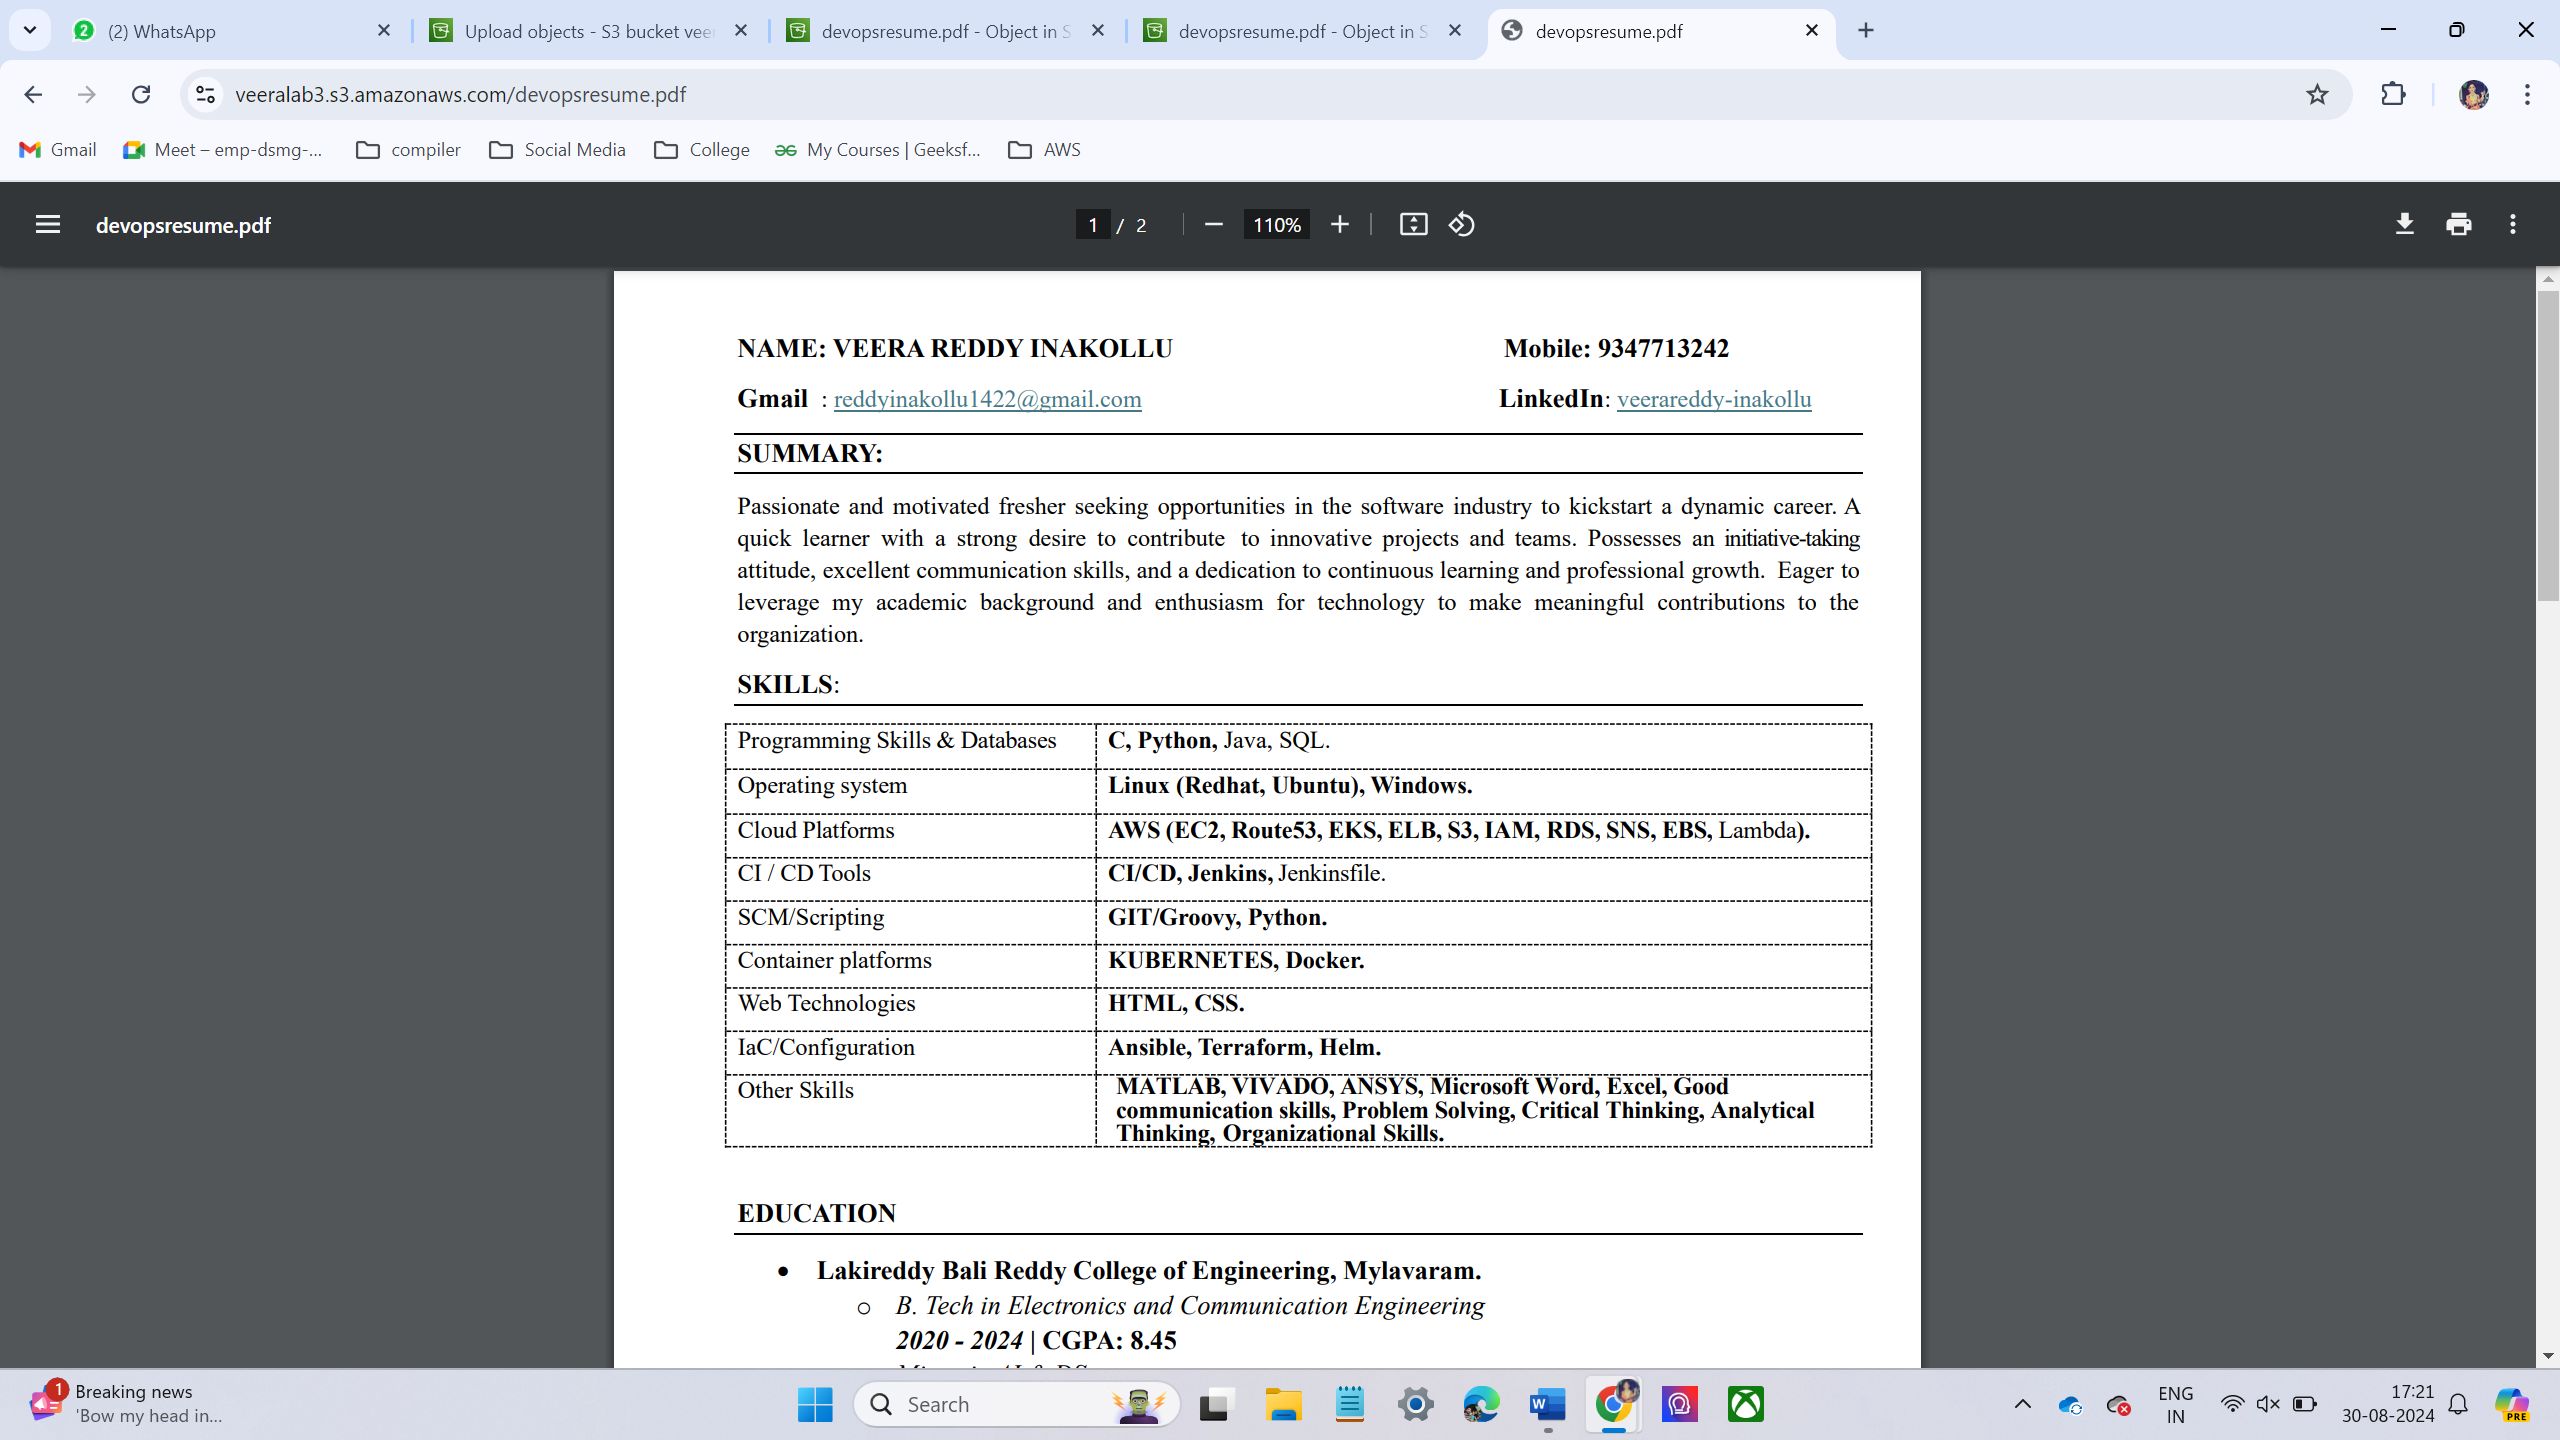 (2) WhatsApp
Upload objects - S3 bucket veer
devopsresume.pdf - Object in S
devopsresume.pdf - Object in S
devopsresume.pdf
veeralab3.s3.amazonaws.com/devopsresume.pdf
Gmail
Meet – emp-dsmg-...
compiler
Social Media
College
My Courses | Geeksf...
AWS
devopsresume.pdf
1 / 2
110%
NAME: VEERA REDDY INAKOLLU Mobile: 9347713242
Gmail : reddyinakollu1422@gmail.com LinkedIn: veerareddy-inakollu
SUMMARY:
Passionate and motivated fresher seeking opportunities in the software industry to kickstart a dynamic career. A
quick learner with a strong desire to contribute to innovative projects and teams. Possesses an initiative-taking
attitude, excellent communication skills, and a dedication to continuous learning and professional growth. Eager to
leverage my academic background and enthusiasm for technology to make meaningful contributions to the
organization.
SKILLS:
Programming Skills & Databases C, Python, Java, SQL.
Operating system Linux (Redhat, Ubuntu), Windows.
Cloud Platforms AWS (EC2, Route53, EKS, ELB, S3, IAM, RDS, SNS, EBS, Lambda).
CI / CD Tools CI/CD, Jenkins, Jenkinsfile.
SCM/Scripting GIT/Groovy, Python.
Container platforms KUBERNETES, Docker.
Web Technologies HTML, CSS.
IaC/Configuration Ansible, Terraform, Helm.
Other Skills MATLAB, VIVADO, ANSYS, Microsoft Word, Excel, Good
communication skills, Problem Solving, Critical Thinking, Analytical
Thinking, Organizational Skills.
EDUCATION
• Lakireddy Bali Reddy College of Engineering, Mylavaram.
o B. Tech in Electronics and Communication Engineering
2020 - 2024 | CGPA: 8.45
1
Breaking news
'Bow my head in...
Search
ENG
IN
17:21
30-08-2024
PRE